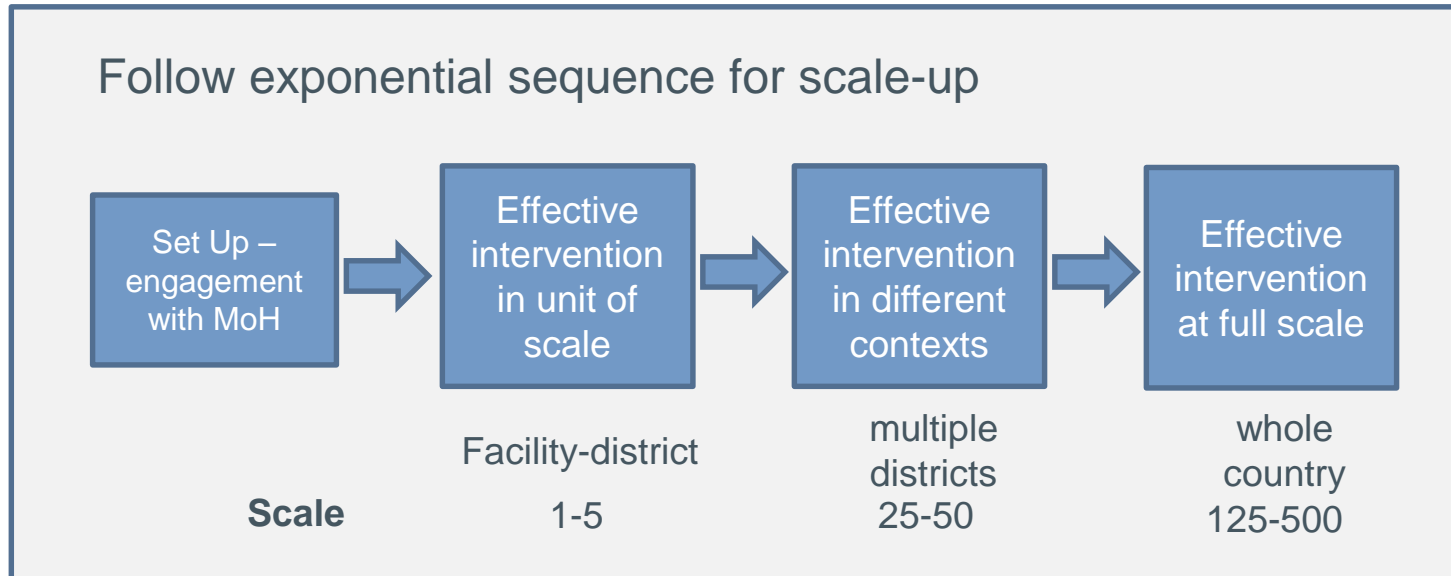 Follow exponential sequence for scale-up
Set Up –
engagement
with MoH
Effective
intervention
in unit of
scale
Effective
intervention
in different
contexts
Effective
intervention
at full scale
Facility-district
multiple
districts
whole
country
Scale
1-5
25-50
125-500